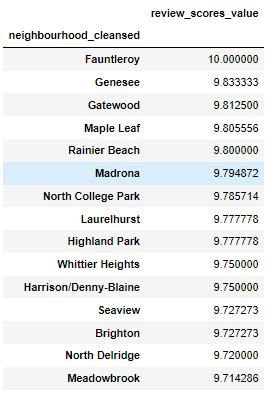 review_scores_value
neighbourhood_cleansed
Fauntleroy 10.000000
Genesee 9.833333
Gatewood 9.812500
Maple Leaf 9.805556
Rainier Beach 9.800000
Madrona 9.794872
North College Park 9.785714
Laurelhurst 9.777778
Highland Park 9.777778
Whittier Heights 9.750000
Harrison/Denny-Blaine 9.750000
Seaview 9.727273
Brighton 9.727273
North Delridge 9.720000
Meadowbrook 9.714286